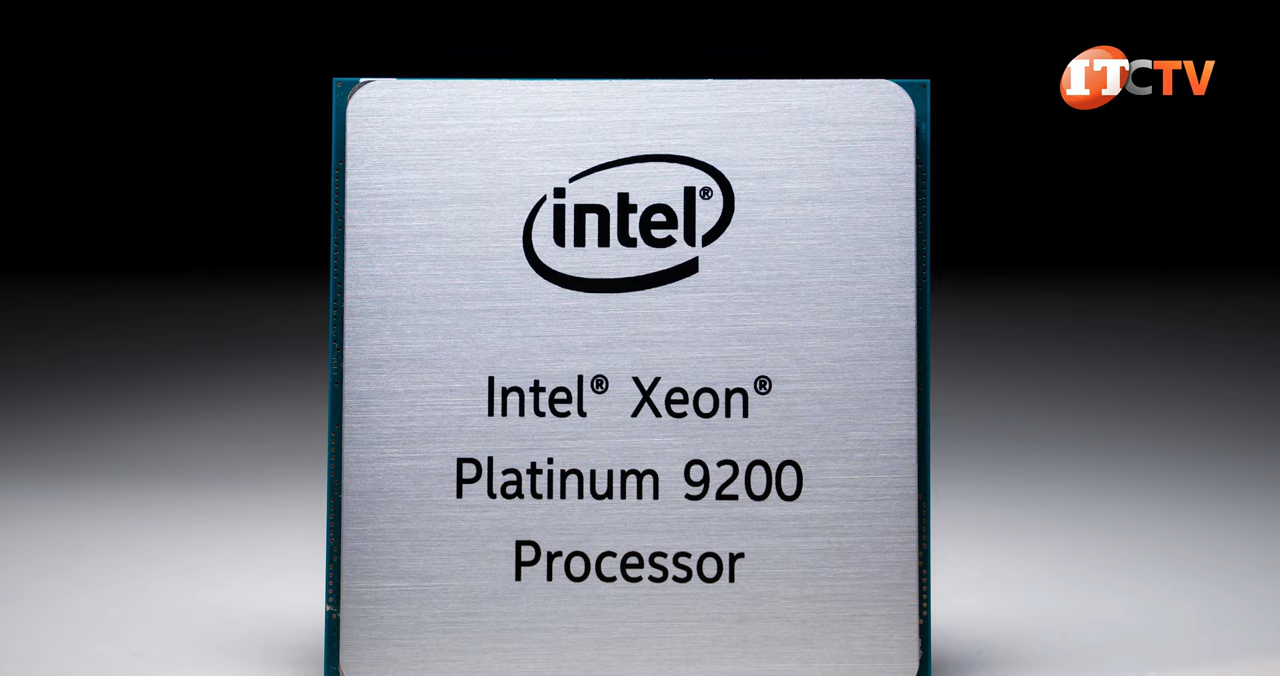 ITCTV
intel®
Intel® Xeon®
Platinum 9200
Processor